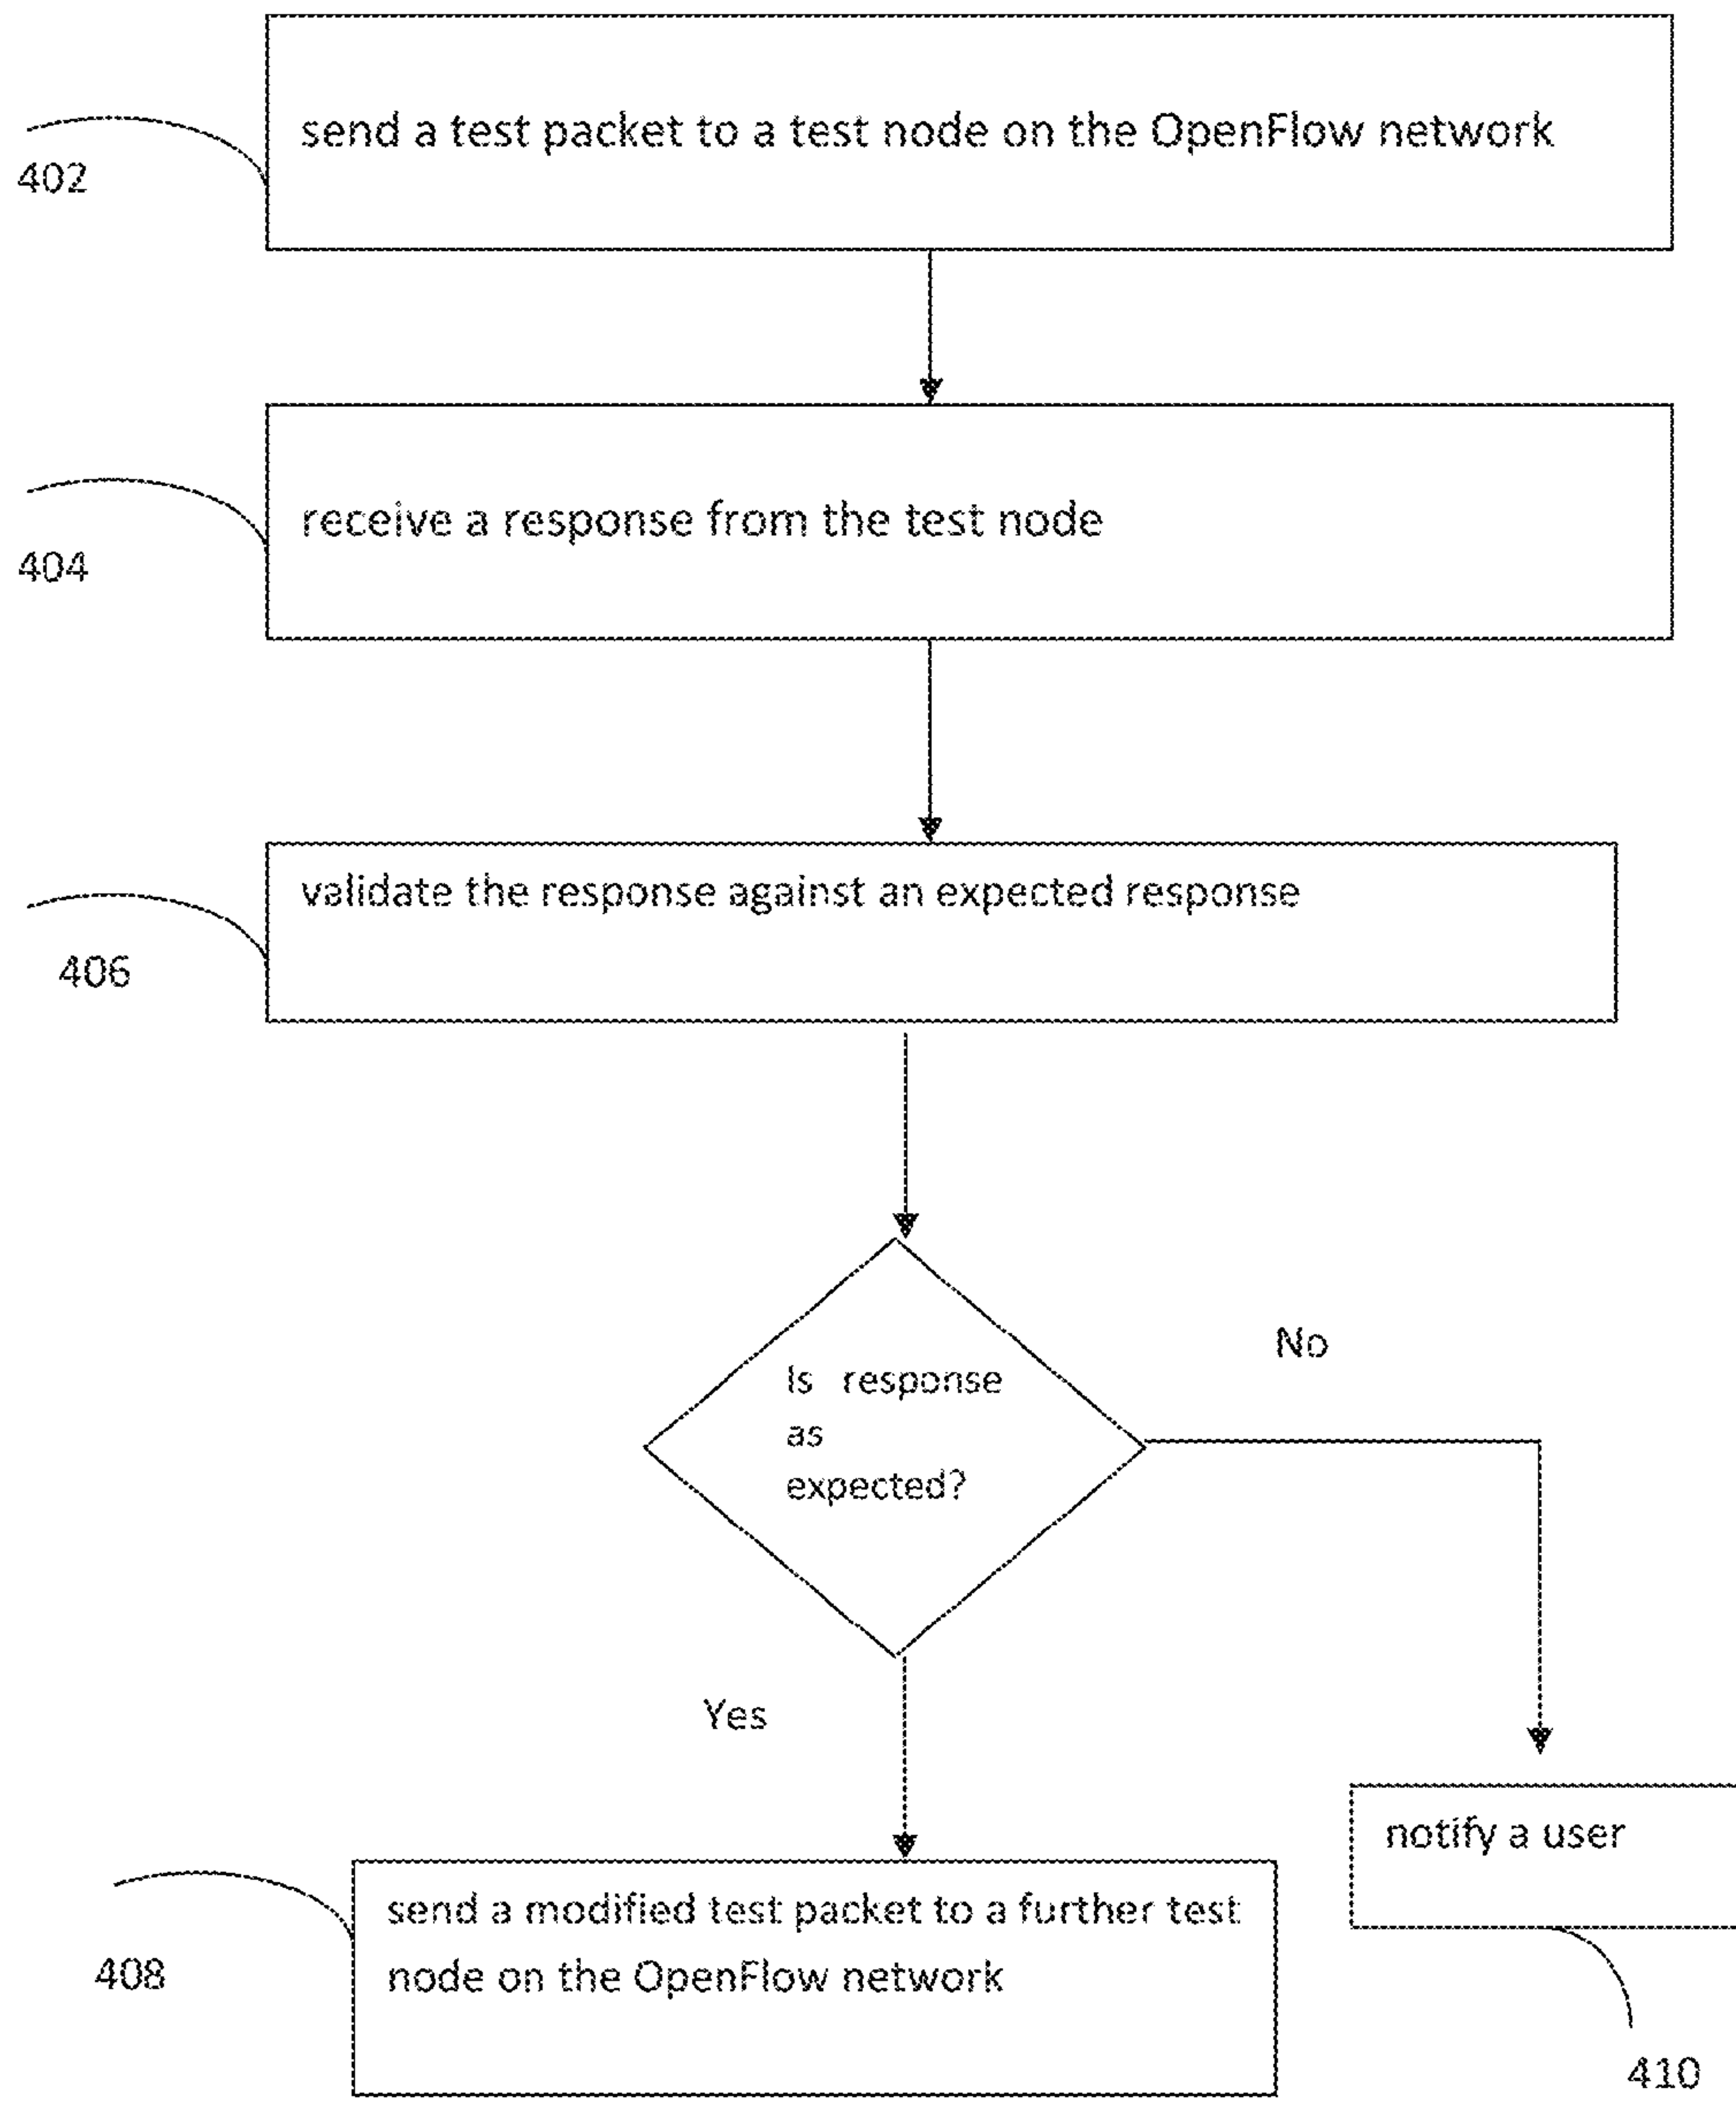 send a test packet to a test node on the OpenFlow network
402
receive a response from the test node
404
validate the response against an expected response
406
No
Is response
as
expected?
Yes
notify a user
send a modified test packet to a further test
node on the OpenFlow network
408
410